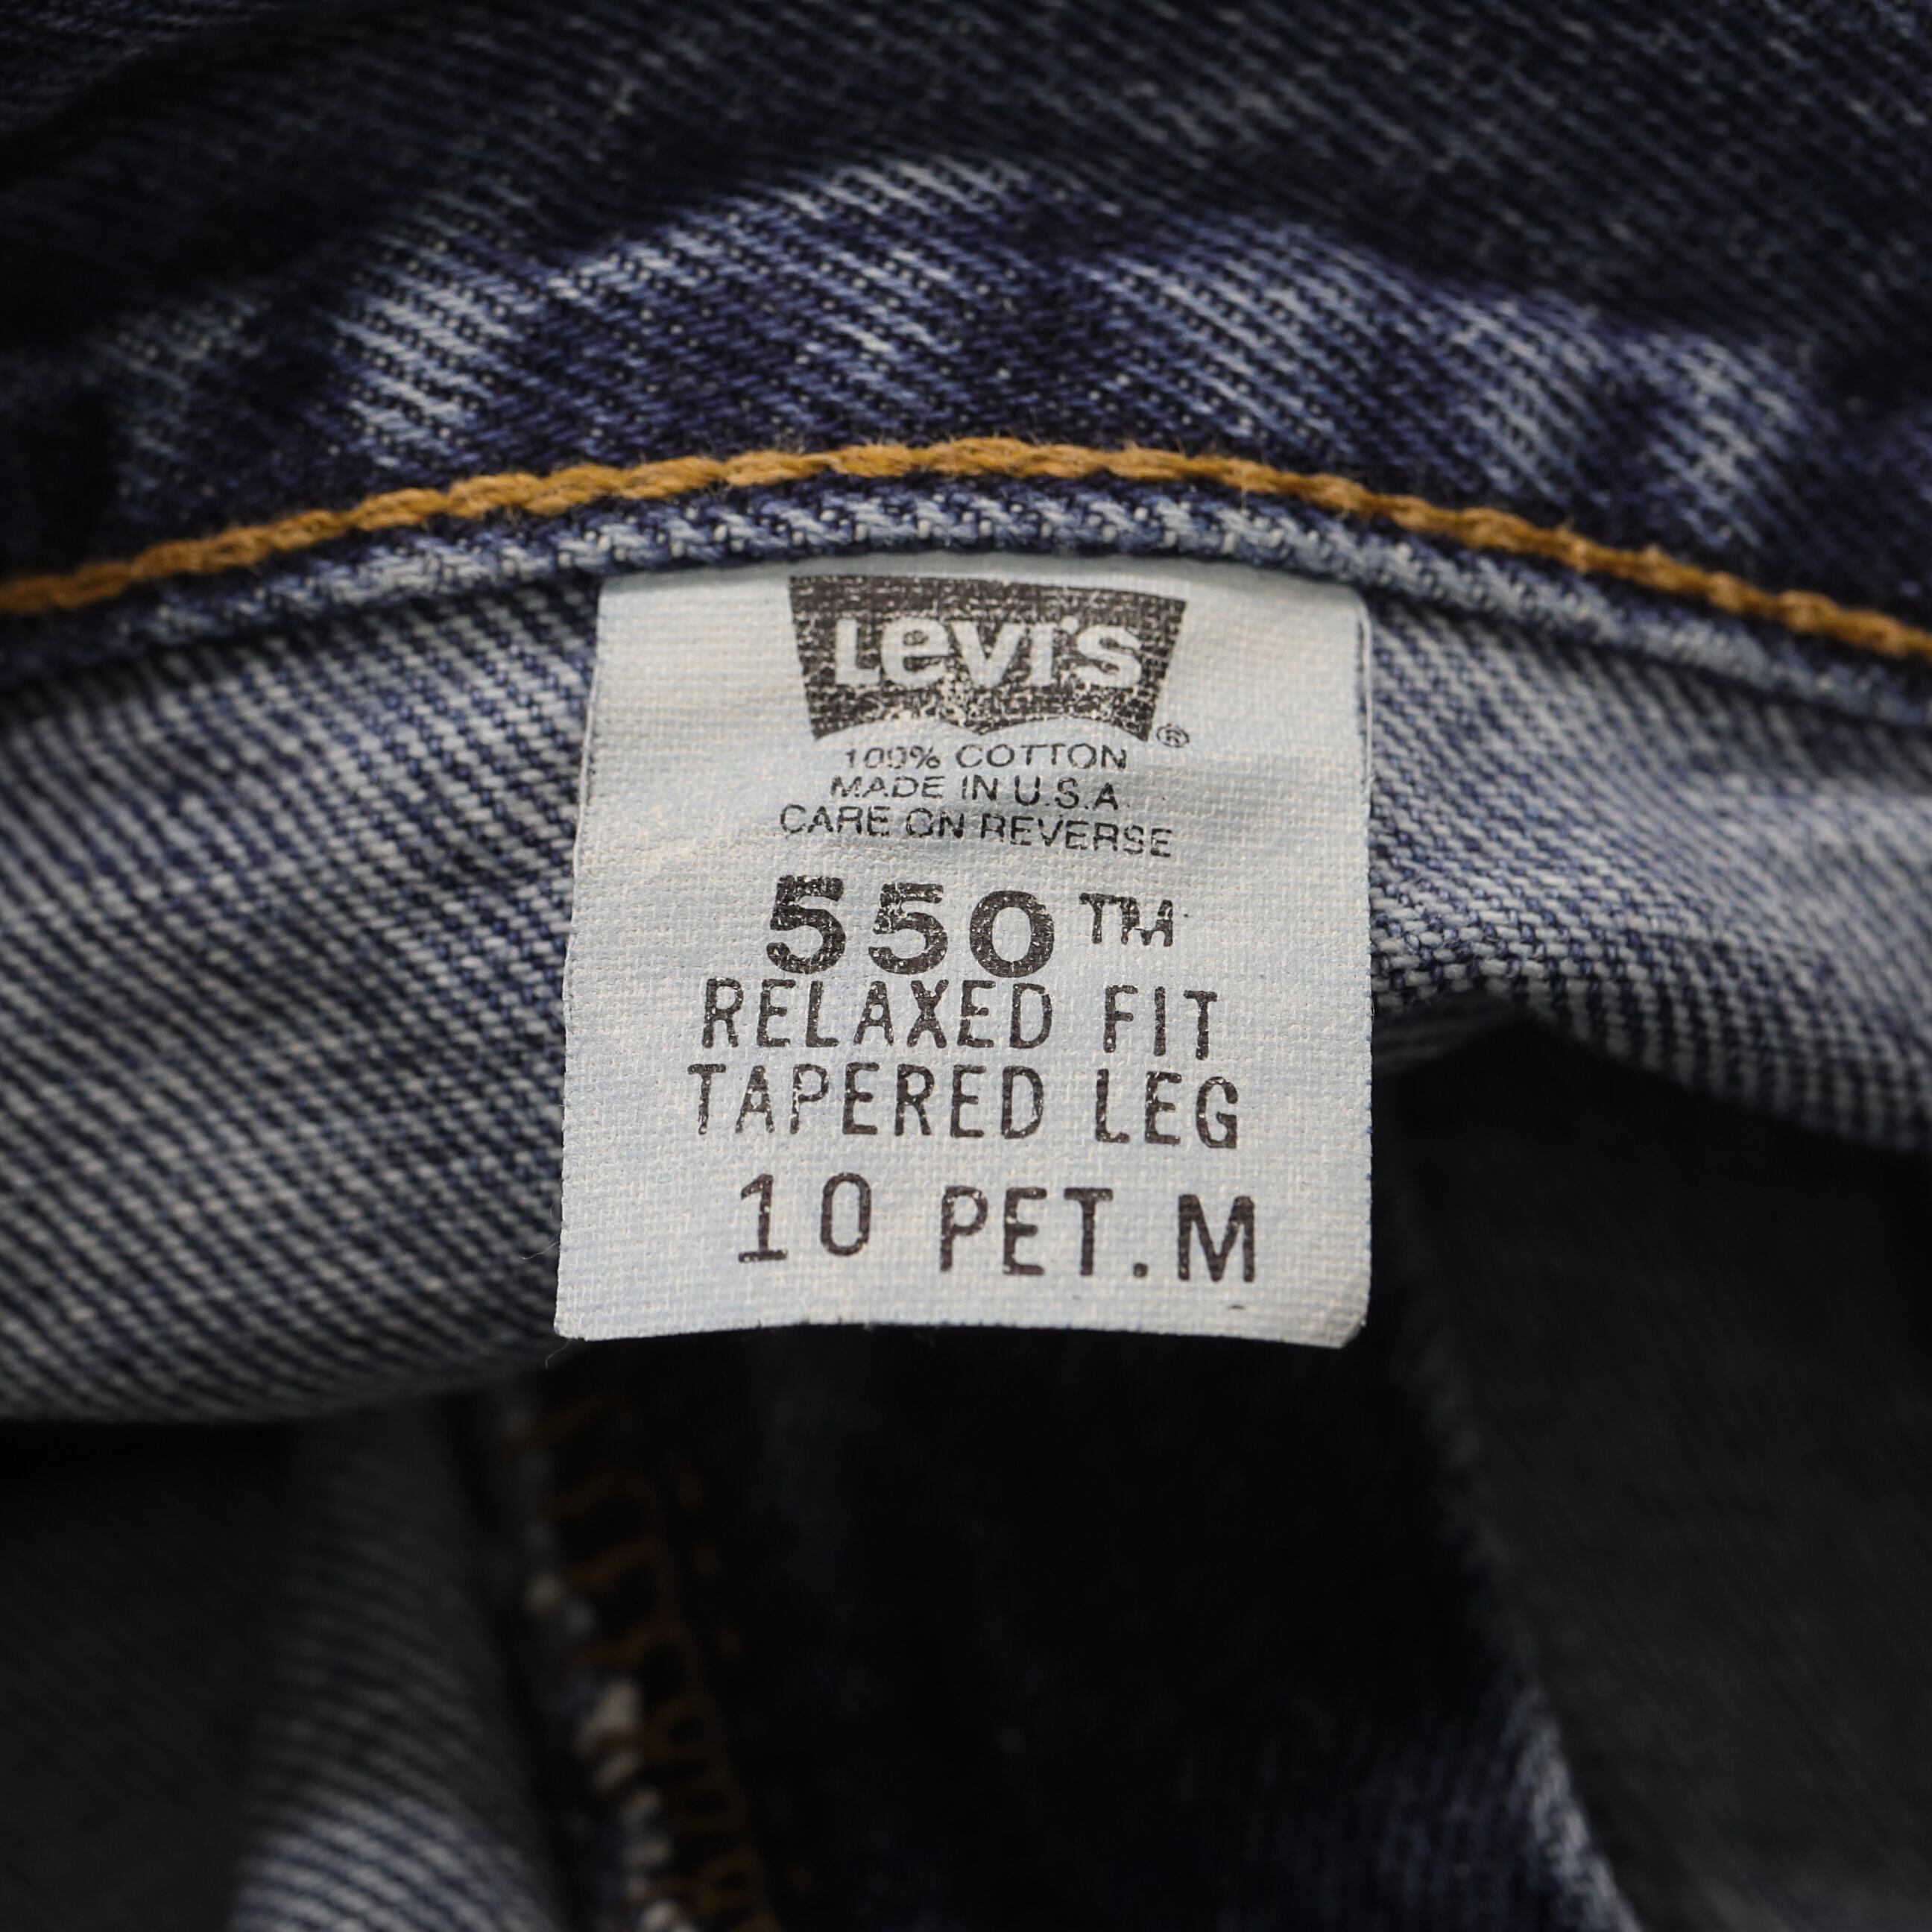 Levi's®
100% COTTON
MADE IN U.S.A.
CARE ON REVERSE
550™
RELAXED FIT
TAPERED LEG
10 PET.M